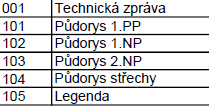 001 Technická zpráva
101 Půdorys 1.PP
102 Půdorys 1.NP
103 Půdorys 2.NP
104 Půdorys střechy
105 Legenda